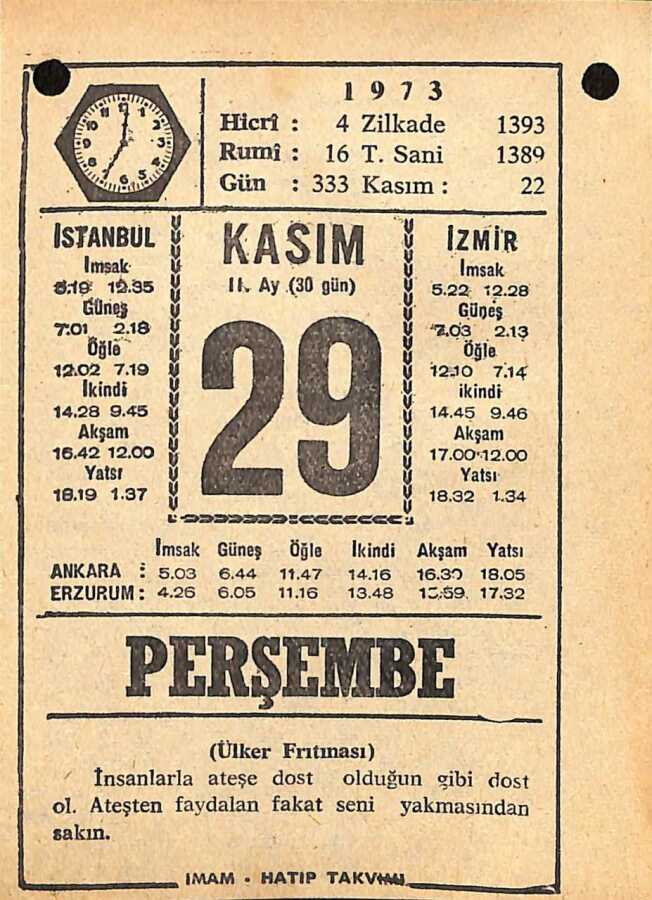 1973
Hicrî : 4 Zilkade 1393
Rumî : 16 T. Sani 1389
Gün : 333 Kasım : 22
İSTANBUL
İmsak
12.35
Güneş
7.01 2.18
Öğle
12.02 7.19
İkindi
14.28 9.45
Akşam
16.42 12.00
Yatsı
18.19 1.37
KASIM
11. Ay (30 gün)
29
İZMİR
İmsak
5.22 12.28
Güneş
7.03 2.13
Öğle
12.10 7.14
ikindi
14.45 9.46
Akşam
17.00 12.00
Yatsı
18.32 1.34
İmsak Güneş Öğle İkindi Akşam Yatsı
ANKARA : 5.03 6.44 11.47 14.16 16.30 18.05
ERZURUM : 4.26 6.05 11.16 13.48 17.32
PERŞEMBE
(Ülker Fırtınası)
İnsanlarla ateşe dost olduğun gibi dost
ol. Ateşten faydalan fakat seni yakmasından
sakın.
İMAM - HATİP TAKVİMİ